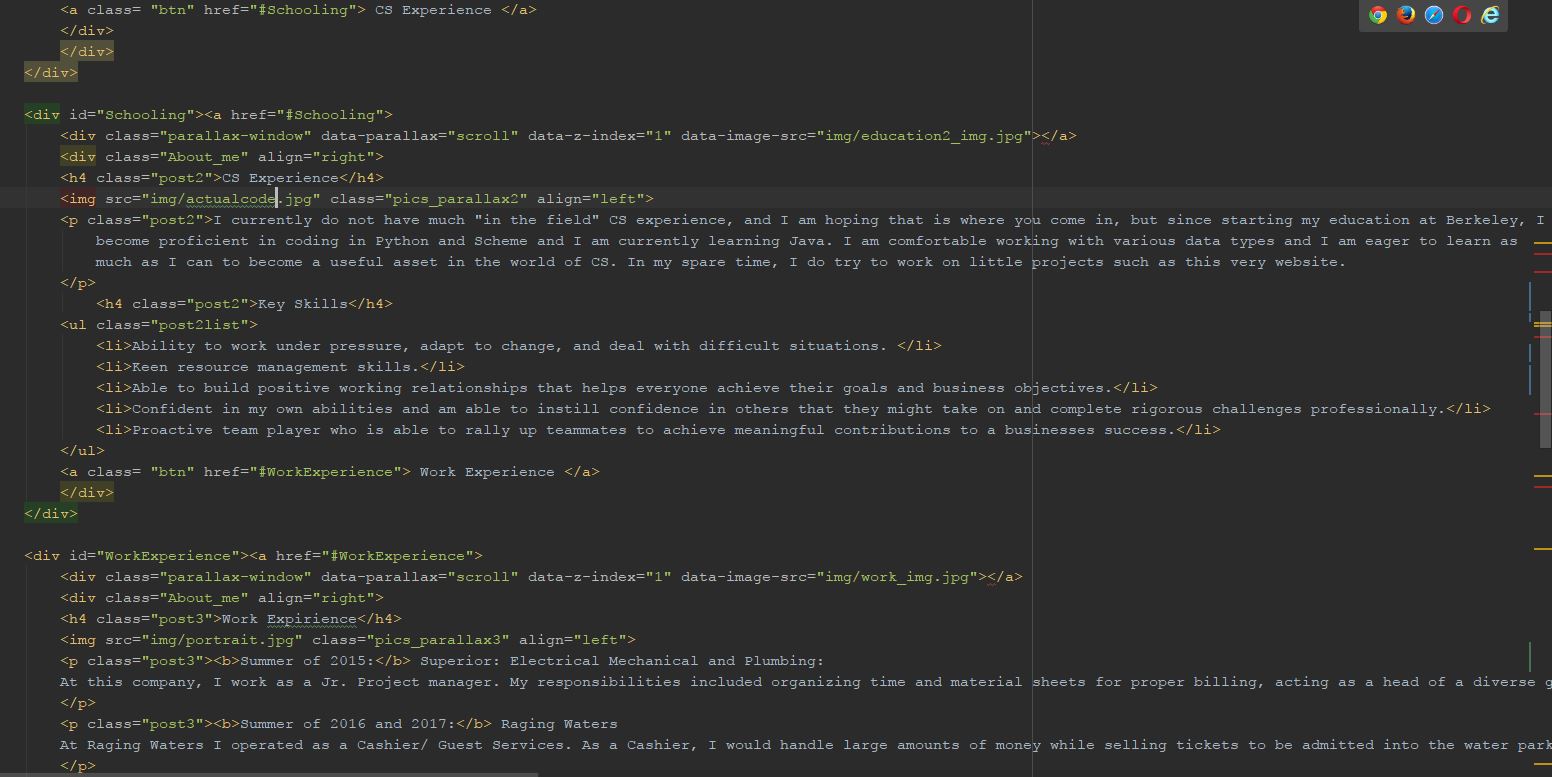 <a class= "btn" href="#Schooling"> CS Experience </a>
</div>
</div>
</div>
<div id="Schooling"><a href="#Schooling">
<div class="parallax-window" data-parallax="scroll" data-z-index="1" data-image-src="img/education2_img.jpg"></a>
<div class="About_me" align="right">
<h4 class="post2">CS Experience</h4>
<img src="img/actualcode.jpg" class="pics_parallax2" align="left">
<p class="post2">I currently do not have much "in the field" CS experience, and I am hoping that is where you come in, but since starting my education at Berkeley, I
become proficient in coding in Python and Scheme and I am currently learning Java. I am comfortable working with various data types and I am eager to learn as
much as I can to become a useful asset in the world of CS. In my spare time, I do try to work on little projects such as this very website.
</p>
<h4 class="post2">Key Skills</h4>
<ul class="post2list">
<li>Ability to work under pressure, adapt to change, and deal with difficult situations. </li>
<li>Keen resource management skills.</li>
<li>Able to build positive working relationships that helps everyone achieve their goals and business objectives.</li>
<li>Confident in my own abilities and am able to instill confidence in others that they might take on and complete rigorous challenges professionally.</li>
<li>Proactive team player who is able to rally up teammates to achieve meaningful contributions to a businesses success.</li>
</ul>
<a class= "btn" href="#WorkExperience"> Work Experience </a>
</div>
</div>
<div id="WorkExperience"><a href="#WorkExperience">
<div class="parallax-window" data-parallax="scroll" data-z-index="1" data-image-src="img/work_img.jpg"></a>
<div class="About_me" align="right">
<h4 class="post3">Work Expirience</h4>
<img src="img/portrait.jpg" class="pics_parallax3" align="left">
<p class="post3"><b>Summer of 2015:</b> Superior: Electrical Mechanical and Plumbing:
At this company, I work as a Jr. Project manager. My responsibilities included organizing time and material sheets for proper billing, acting as a head of a diverse g
</p>
<p class="post3"><b>Summer of 2016 and 2017:</b> Raging Waters
At Raging Waters I operated as a Cashier/ Guest Services. As a Cashier, I would handle large amounts of money while selling tickets to be admitted into the water park
</p>